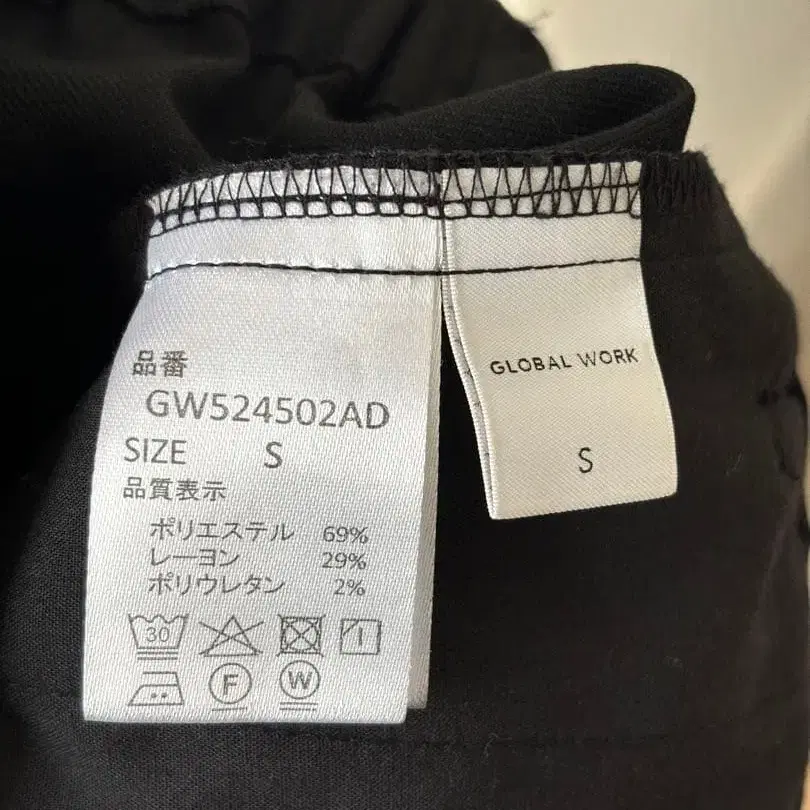 品番
GW524502AD
SIZE S
品質表示
ポリエステル 69%
レーヨン 29%
ポリウレタン 2%
30
F W
GLOBAL WORK
S